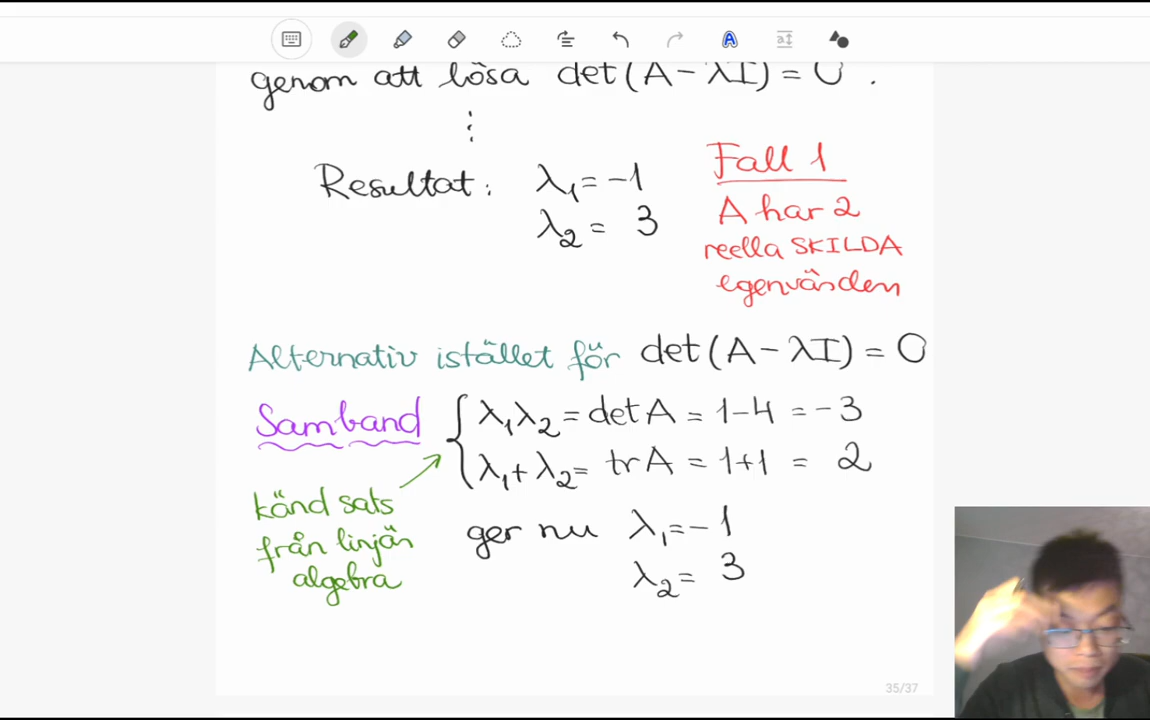 genom att lösa det(A-λI)=0.
⋮
Resultat: λ₁=-1
λ₂= 3
Fall 1
A har 2
reella SKILDA
egenvärden
Alternativ istället för det(A-λI)=0
Samband
{ λ₁λ₂=detA=1-4=-3
λ₁+λ₂= trA=1+1= 2
känd sats
från linjär
algebra
ger nu λ₁=-1
λ₂= 3
35/37